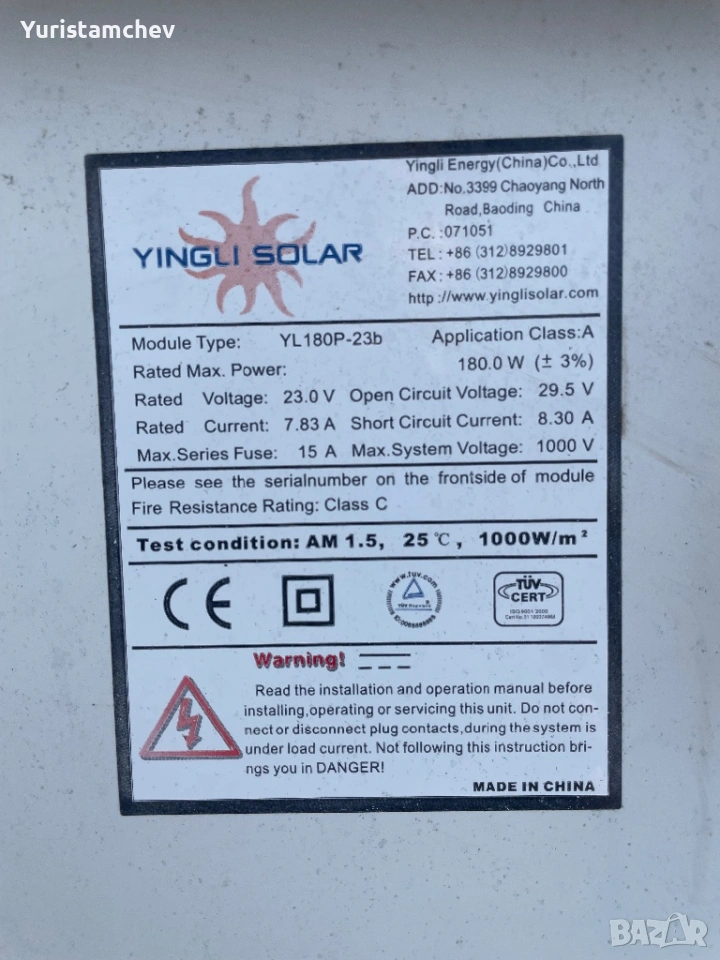 Yuristamchev
YINGLI SOLAR
Yingli Energy(China)Co.,Ltd
ADD:No.3399 Chaoyang North
Road,Baoding China
P.C.:071051
TEL:+86 (312)8929801
FAX:+86 (312)8929800
http://www.yinglisolar.com
Module Type: YL180P-23b Application Class:A
Rated Max. Power: 180.0 W (± 3%)
Rated Voltage: 23.0 V Open Circuit Voltage: 29.5 V
Rated Current: 7.83 A Short Circuit Current: 8.30 A
Max.Series Fuse: 15 A Max.System Voltage: 1000 V
Please see the serialnumber on the frontside of module
Fire Resistance Rating: Class C
Test condition: AM 1.5, 25 ℃, 1000W/m²
CE
www.tuv.com
TÜV
CERT
ISO9001:2000
Warning!
Read the installation and operation manual before
installing,operating or servicing this unit. Do not con-
nect or disconnect plug contacts,during the system is
under load current. Not following this instruction bri-
ngs you in DANGER!
MADE IN CHINA
BAZAR